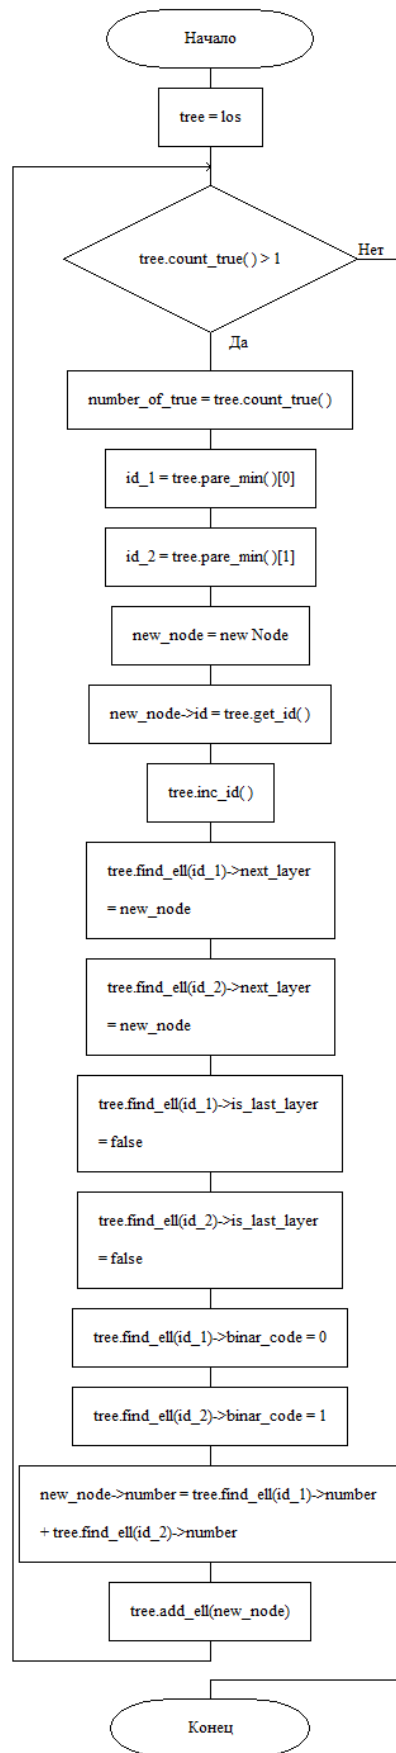 Начало
tree = los
tree.count_true( ) > 1
Нет
Да
number_of_true = tree.count_true( )
id_1 = tree.pare_min( )[0]
id_2 = tree.pare_min( )[1]
new_node = new Node
new_node->id = tree.get_id( )
tree.inc_id( )
tree.find_ell(id_1)->next_layer
= new_node
tree.find_ell(id_2)->next_layer
= new_node
tree.find_ell(id_1)->is_last_layer
= false
tree.find_ell(id_2)->is_last_layer
= false
tree.find_ell(id_1)->binar_code = 0
tree.find_ell(id_2)->binar_code = 1
new_node->number = tree.find_ell(id_1)->number
+ tree.find_ell(id_2)->number
tree.add_ell(new_node)
Конец